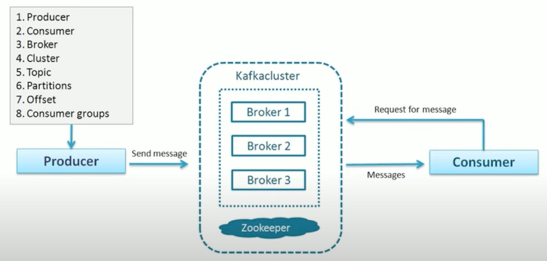 1. Producer
2. Consumer
3. Broker
4. Cluster
5. Topic
6. Partitions
7. Offset
8. Consumer groups
Producer
Send message
Kafkacluster
Broker 1
Broker 2
Broker 3
Zookeeper
Request for message
Messages
Consumer